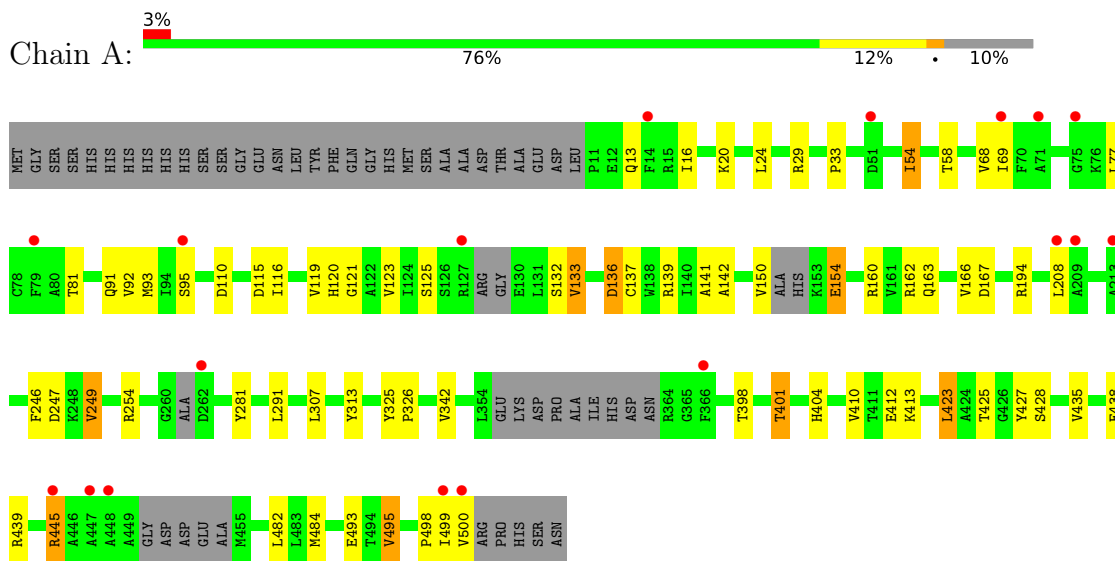 3%
Chain A:
76% 12% • 10%
MET GLY SER SER HIS HIS HIS HIS HIS HIS SER SER GLY GLU ASN LEU TYR PHE GLN GLY HIS MET SER ALA ALA ASP THR ALA GLU ASP LEU P11 E12 Q13 F14 R15 I16 K20 L24 R29 P33 D51 I54 T58 V68 I69 F70 A71 G75 K76 L77
C78 F79 A80 T81 Q91 V92 M93 I94 S95 D110 D115 I116 V119 H120 G121 A122 V123 I124 S125 S126 R127 ARG GLY E130 L131 S132 V133 D136 C137 W138 R139 I140 A141 A142 V150 ALA HIS K153 E154 R160 V161 R162 Q163 V166 D167 R194 L208 A209 A213
F246 D247 K248 V249 R254 G260 ALA D262 Y281 L291 L307 Y313 Y325 P326 V342 L354 GLU LYS ASP PRO ALA ILE HIS ASP ASN R364 G365 F366 T398 T401 H404 V410 T411 E412 K413 L423 A424 T425 G426 Y427 S428 V435 E438
R439 R445 A446 A447 A448 A449 GLY ASP ASP GLU ALA M455 L482 L483 M484 E493 T494 V495 P498 I499 V500 ARG PRO HIS SER ASN